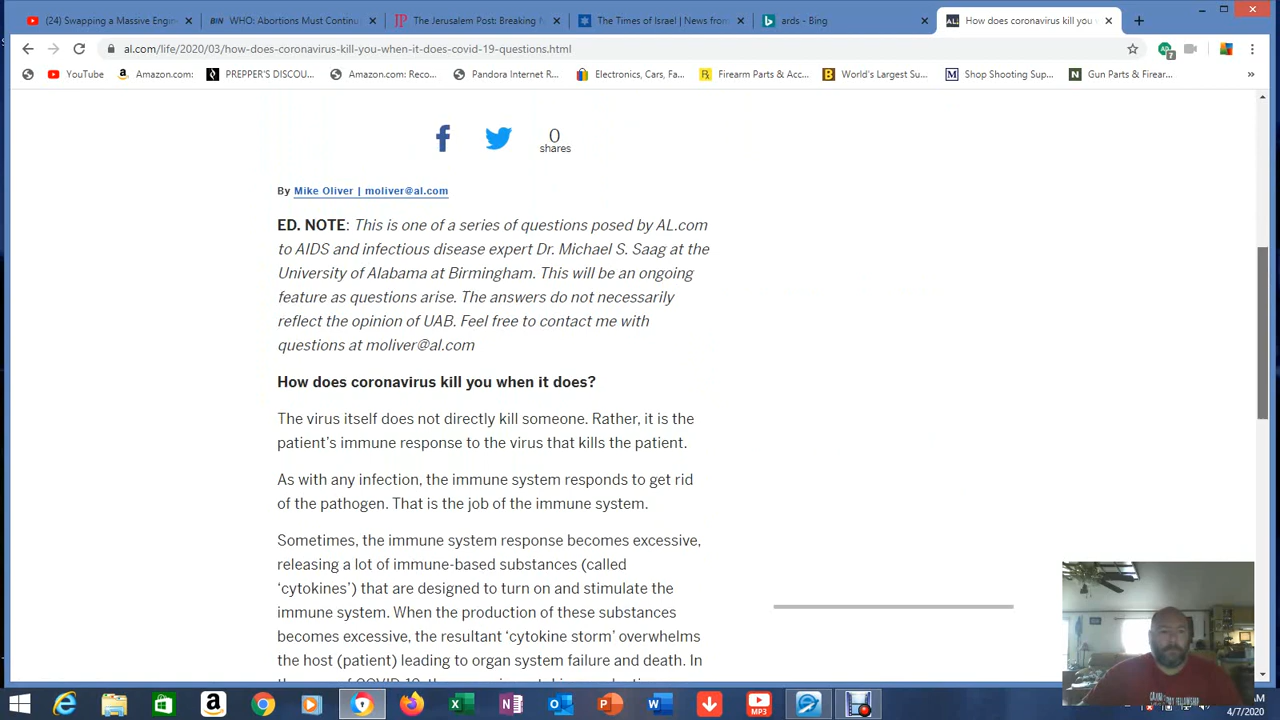 (24) Swapping a Massive Engin
WHO: Abortions Must Continu
The Jerusalem Post: Breaking
The Times of Israel | News from
ards - Bing
How does coronavirus kill you
al.com/life/2020/03/how-does-coronavirus-kill-you-when-it-does-covid-19-questions.html
YouTube
Amazon.com:
PREPPER'S DISCOU...
Amazon.com: Reco...
Pandora Internet R...
Electronics, Cars, Fa...
Firearm Parts & Acc...
World's Largest Su...
Shop Shooting Sup...
Gun Parts & Firear...
0
shares
By Mike Oliver | moliver@al.com
ED. NOTE: This is one of a series of questions posed by AL.com
to AIDS and infectious disease expert Dr. Michael S. Saag at the
University of Alabama at Birmingham. This will be an ongoing
feature as questions arise. The answers do not necessarily
reflect the opinion of UAB. Feel free to contact me with
questions at moliver@al.com
How does coronavirus kill you when it does?
The virus itself does not directly kill someone. Rather, it is the
patient's immune response to the virus that kills the patient.
As with any infection, the immune system responds to get rid
of the pathogen. That is the job of the immune system.
Sometimes, the immune system response becomes excessive,
releasing a lot of immune-based substances (called
'cytokines') that are designed to turn on and stimulate the
immune system. When the production of these substances
becomes excessive, the resultant 'cytokine storm' overwhelms
the host (patient) leading to organ system failure and death. In
4/7/2020